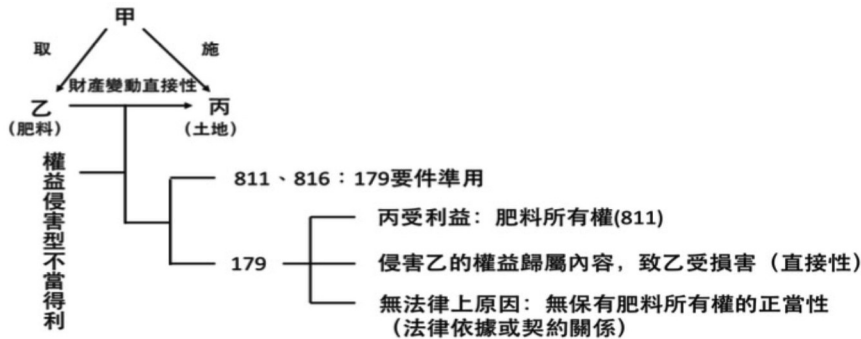 甲
取
施
財產變動直接性
乙
丙
(肥料)
(土地)
權益侵害型不當得利
811、816：179要件準用
丙受利益：肥料所有權(811)
179
侵害乙的權益歸屬內容，致乙受損害（直接性）
無法律上原因：無保有肥料所有權的正當性
（法律依據或契約關係）